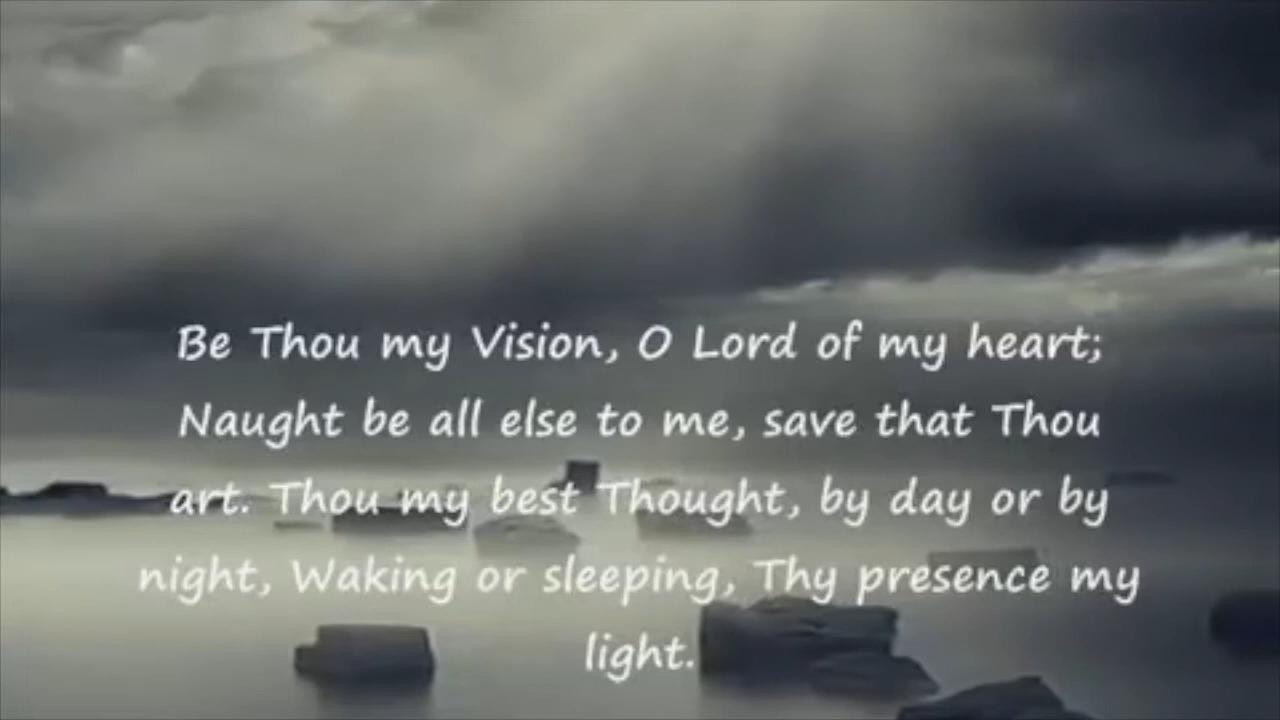 Be Thou my Vision, O Lord of my heart;
Naught be all else to me, save that Thou
art. Thou my best Thought, by day or by
night, Waking or sleeping, Thy presence my
light.